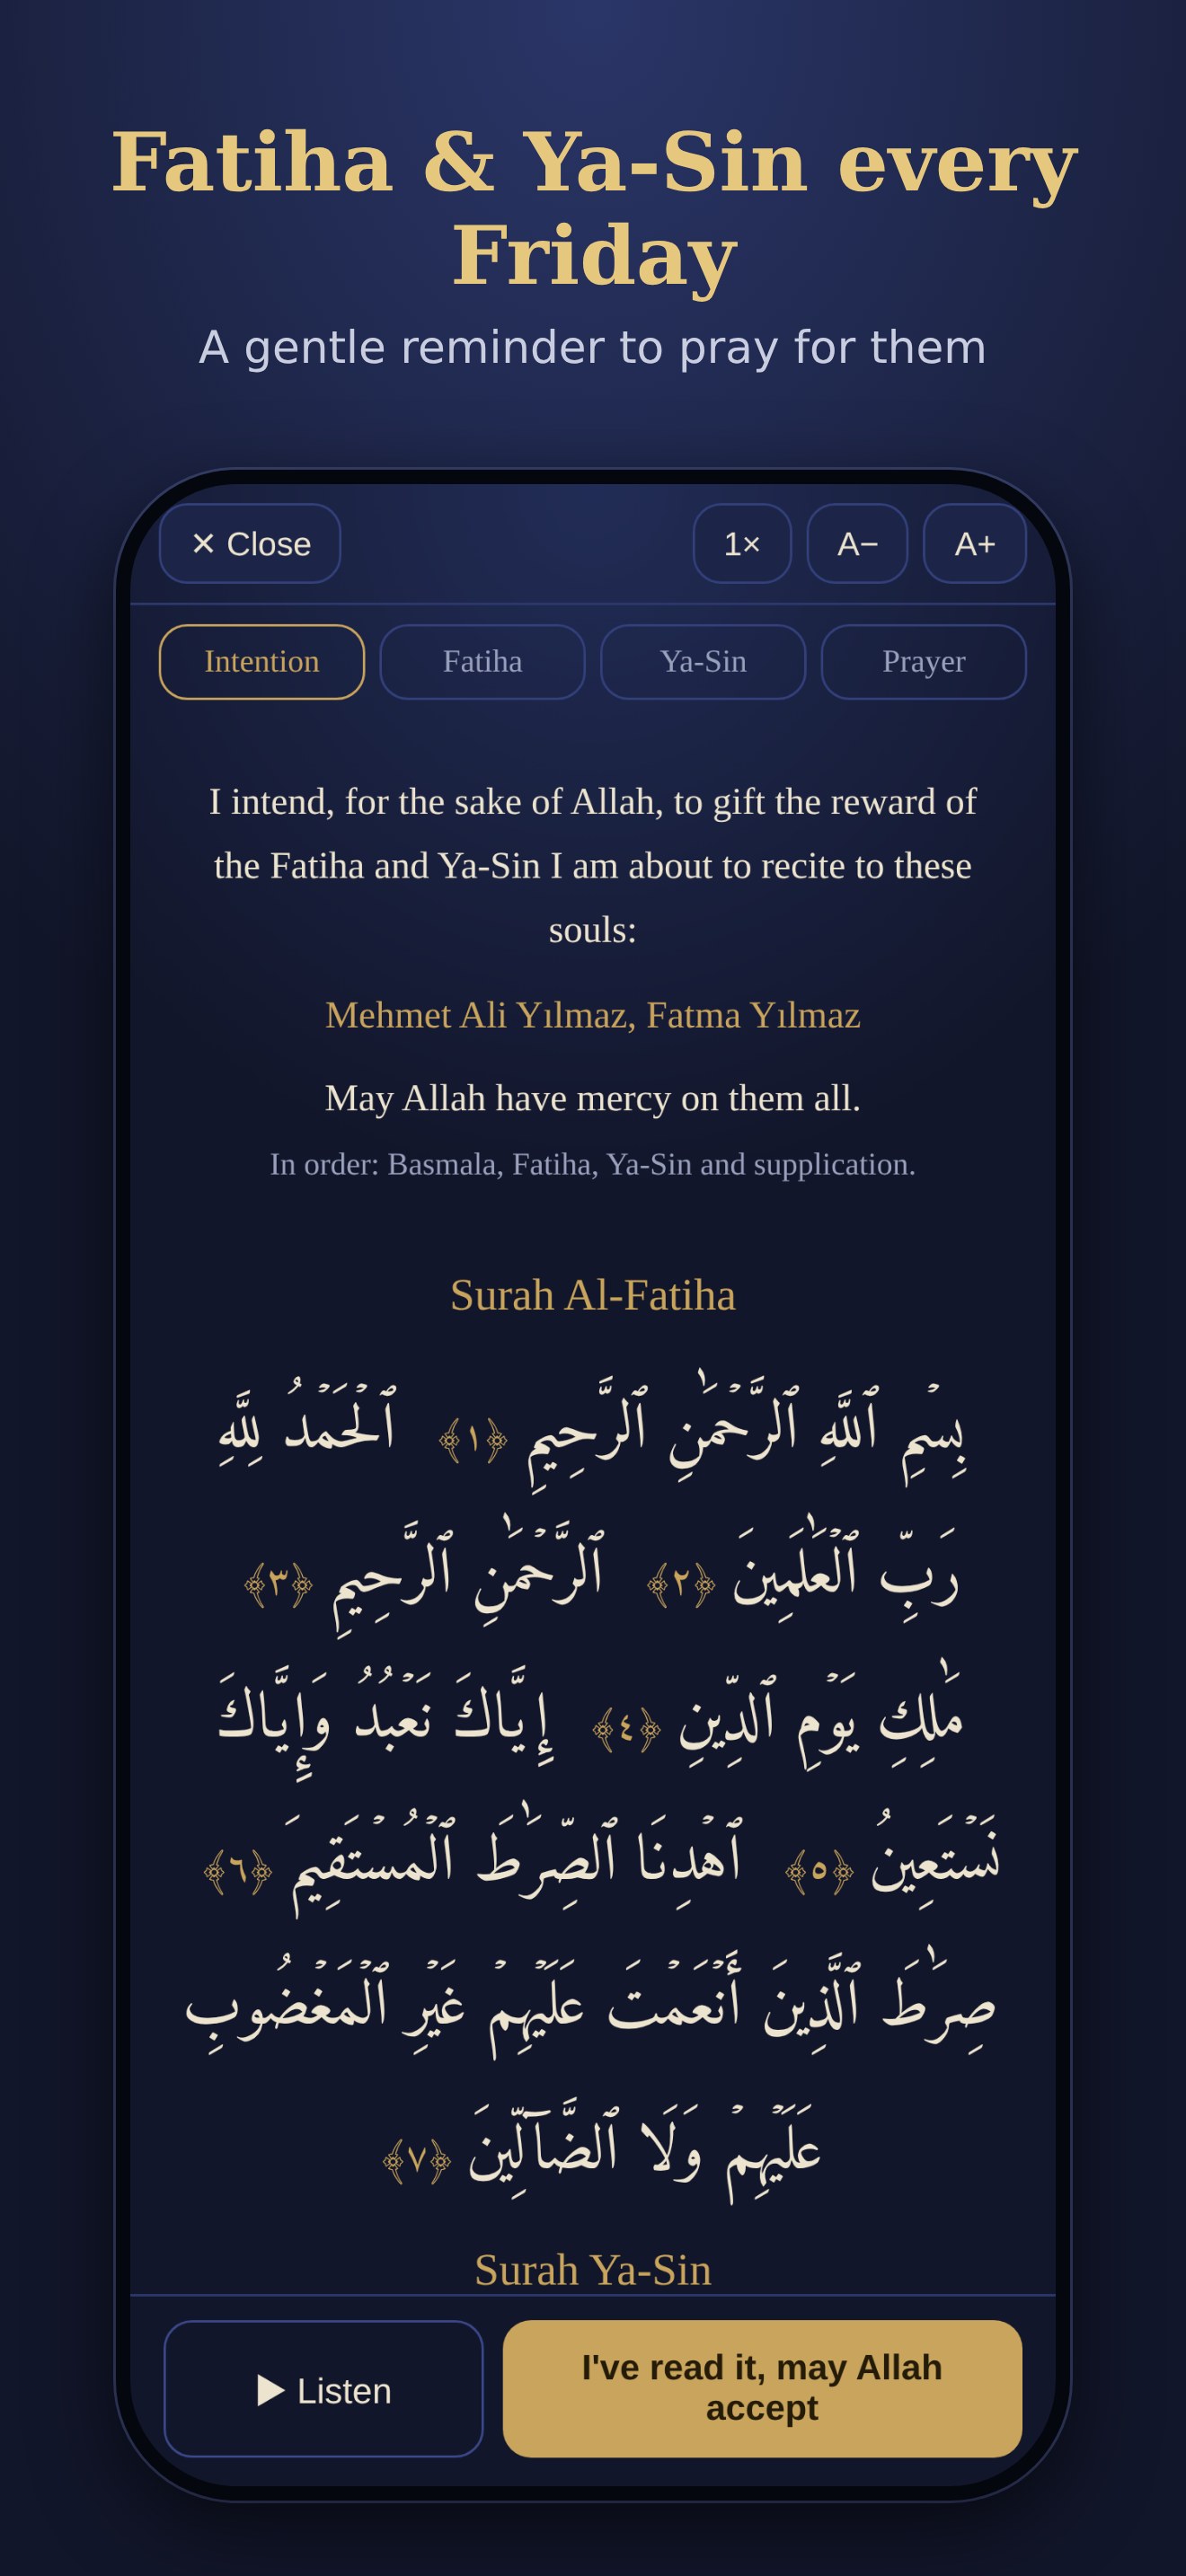 Fatiha & Ya-Sin every
Friday
A gentle reminder to pray for them
✕ Close
1×
A−
A+
Intention
Fatiha
Ya-Sin
Prayer
I intend, for the sake of Allah, to gift the reward of
the Fatiha and Ya-Sin I am about to recite to these
souls:
Mehmet Ali Yılmaz, Fatma Yılmaz
May Allah have mercy on them all.
In order: Basmala, Fatiha, Ya-Sin and supplication.
Surah Al-Fatiha
بِسۡمِ ٱللَّهِ ٱلرَّحۡمَٰنِ ٱلرَّحِيمِ ﴿١﴾ ٱلۡحَمۡدُ لِلَّهِ
رَبِّ ٱلۡعَٰلَمِينَ ﴿٢﴾ ٱلرَّحۡمَٰنِ ٱلرَّحِيمِ ﴿٣﴾
مَٰلِكِ يَوۡمِ ٱلدِّينِ ﴿٤﴾ إِيَّاكَ نَعۡبُدُ وَإِيَّاكَ
نَسۡتَعِينُ ﴿٥﴾ ٱهۡدِنَا ٱلصِّرَٰطَ ٱلۡمُسۡتَقِيمَ ﴿٦﴾
صِرَٰطَ ٱلَّذِينَ أَنۡعَمۡتَ عَلَيۡهِمۡ غَيۡرِ ٱلۡمَغۡضُوبِ
عَلَيۡهِمۡ وَلَا ٱلضَّآلِّينَ ﴿٧﴾
Surah Ya-Sin
▶ Listen
I've read it, may Allah
accept